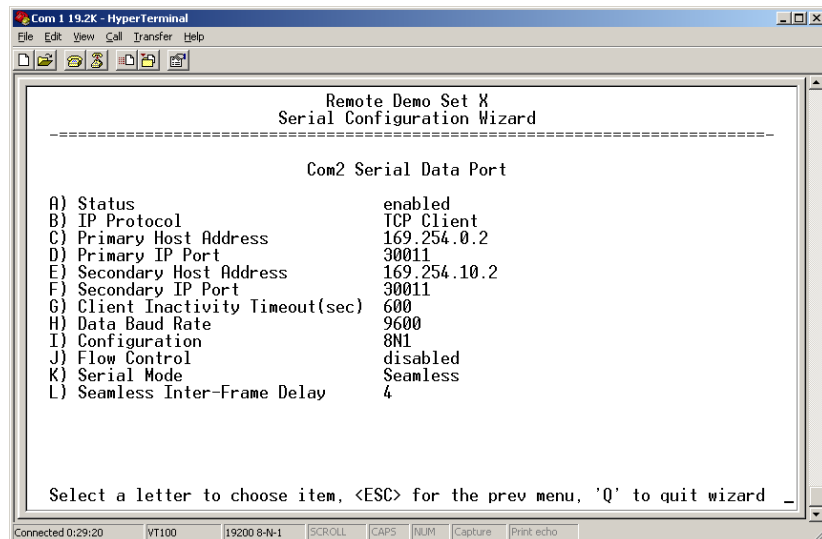 Com 1 19.2K - HyperTerminal
File Edit View Call Transfer Help
Remote Demo Set X
Serial Configuration Wizard
-==========================================================================-
Com2 Serial Data Port
A) Status enabled
B) IP Protocol TCP Client
C) Primary Host Address 169.254.0.2
D) Primary IP Port 30011
E) Secondary Host Address 169.254.10.2
F) Secondary IP Port 30011
G) Client Inactivity Timeout(sec) 600
H) Data Baud Rate 9600
I) Configuration 8N1
J) Flow Control disabled
K) Serial Mode Seamless
L) Seamless Inter-Frame Delay 4
Select a letter to choose item, <ESC> for the prev menu, 'Q' to quit wizard _
Connected 0:29:20 VT100 19200 8-N-1 SCROLL CAPS NUM Capture Print echo